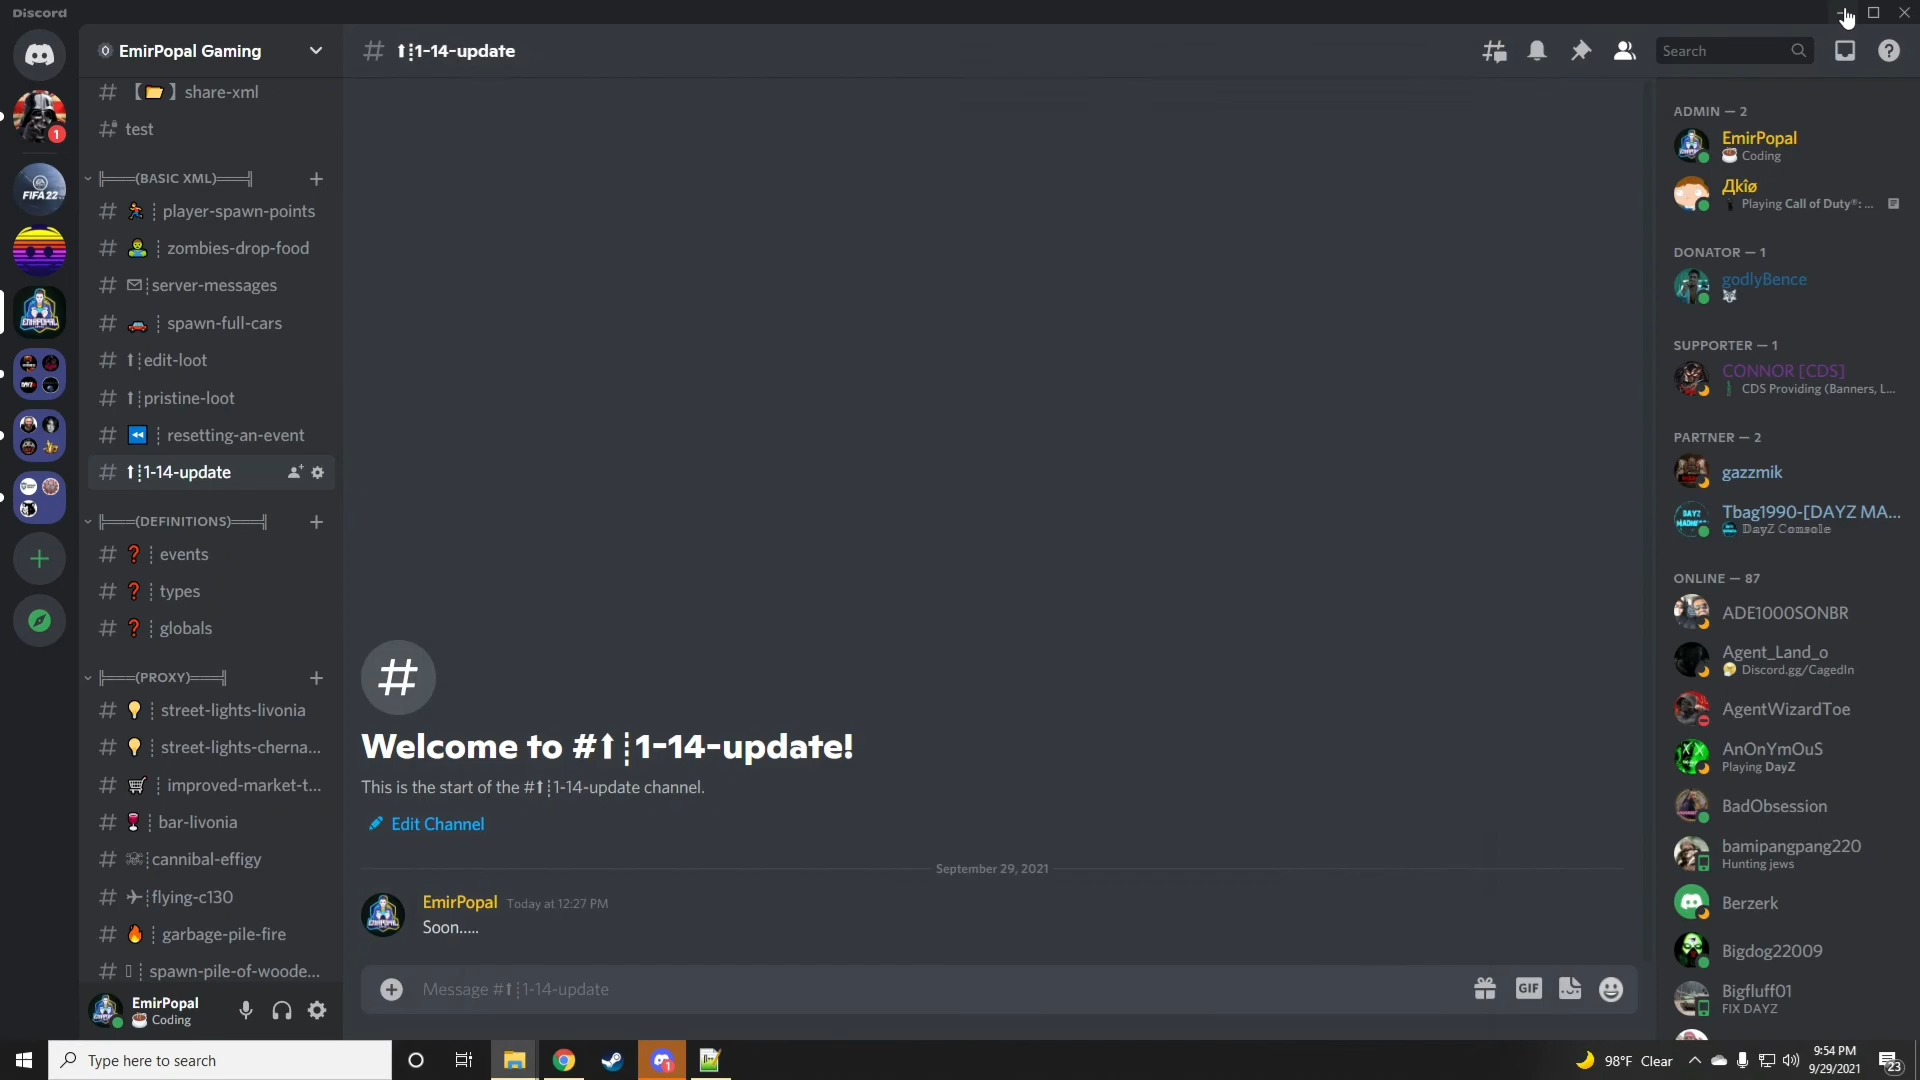 Discord
EmirPopal Gaming
1-14-update
Search
【📂】share-xml
test
╠═══(BASIC XML)═══╣
🏃┊player-spawn-points
🧟┊zombies-drop-food
✉┊server-messages
🚗┊spawn-full-cars
⭡┊edit-loot
⭡┊pristine-loot
⏪┊resetting-an-event
⭡┊1-14-update
╠═══(DEFINITIONS)═══╣
❓┊events
❓┊types
❓┊globals
╠═══(PROXY)═══╣
💡┊street-lights-livonia
💡┊street-lights-cherna...
🛒┊improved-market-t...
🍷┊bar-livonia
☠┊cannibal-effigy
✈┊flying-c130
🔥┊garbage-pile-fire
┊spawn-pile-of-woode...
EmirPopal
Coding
Welcome to #⭡┊1-14-update!
This is the start of the #⭡┊1-14-update channel.
Edit Channel
September 29, 2021
EmirPopal Today at 12:27 PM
Soon.....
Message #⭡┊1-14-update
GIF
ADMIN — 2
EmirPopal
Coding
Дkîø
Playing Call of Duty®: ...
DONATOR — 1
godlyBence
SUPPORTER — 1
CONNOR [CDS]
CDS Providing (Banners, L...
PARTNER — 2
gazzmik
Tbag1990-[DAYZ MA...
DayZ Console
ONLINE — 87
ADE1000SONBR
Agent_Land_o
Discord.gg/CagedIn
AgentWizardToe
AnOnYmOuS
Playing DayZ
BadObsession
bamipangpang220
Hunting jews
Berzerk
Bigdog22009
Bigfluff01
FIX DAYZ
FIFA 22
EMIRPOPAL
1
Type here to search
98°F Clear
9:54 PM
9/29/2021
23